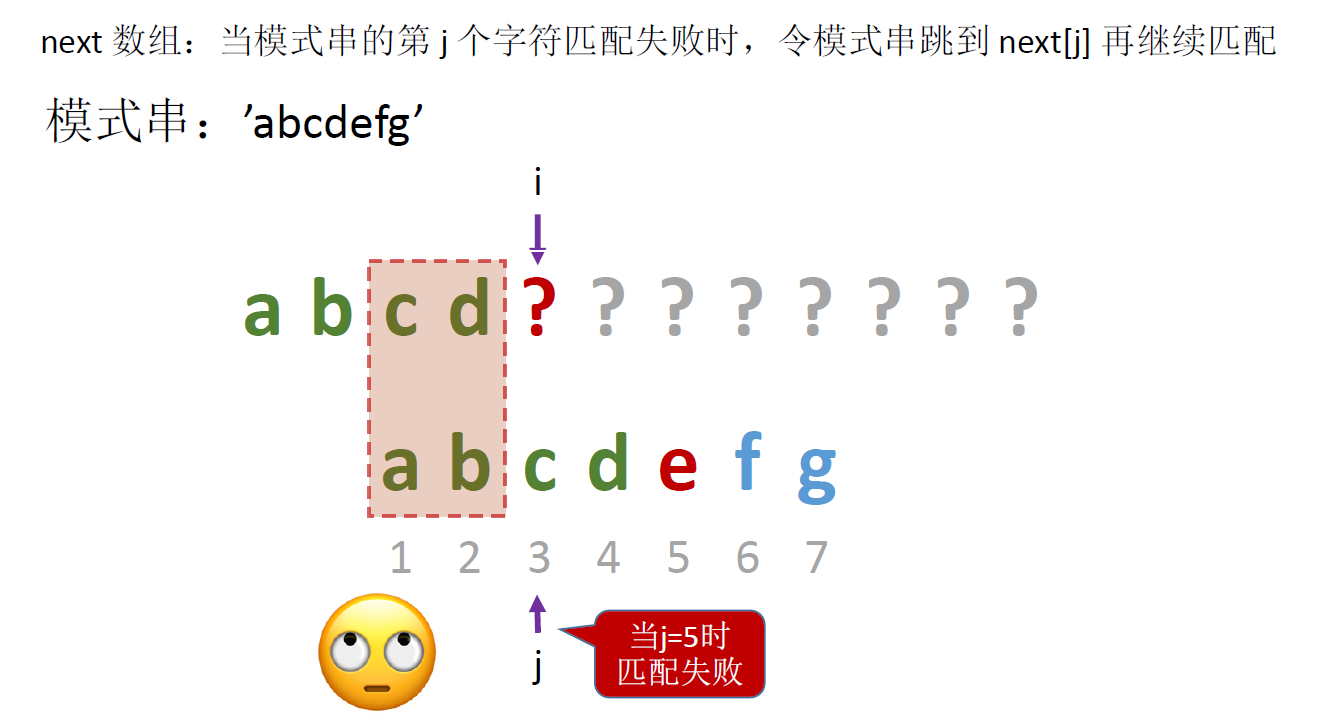 next 数组：当模式串的第 j 个字符匹配失败时，令模式串跳到 next[j] 再继续匹配
模式串：’abcdefg’
i
a b c d ? ? ? ? ? ? ? ?
a b c d e f g
1 2 3 4 5 6 7
j
当j=5时
匹配失败